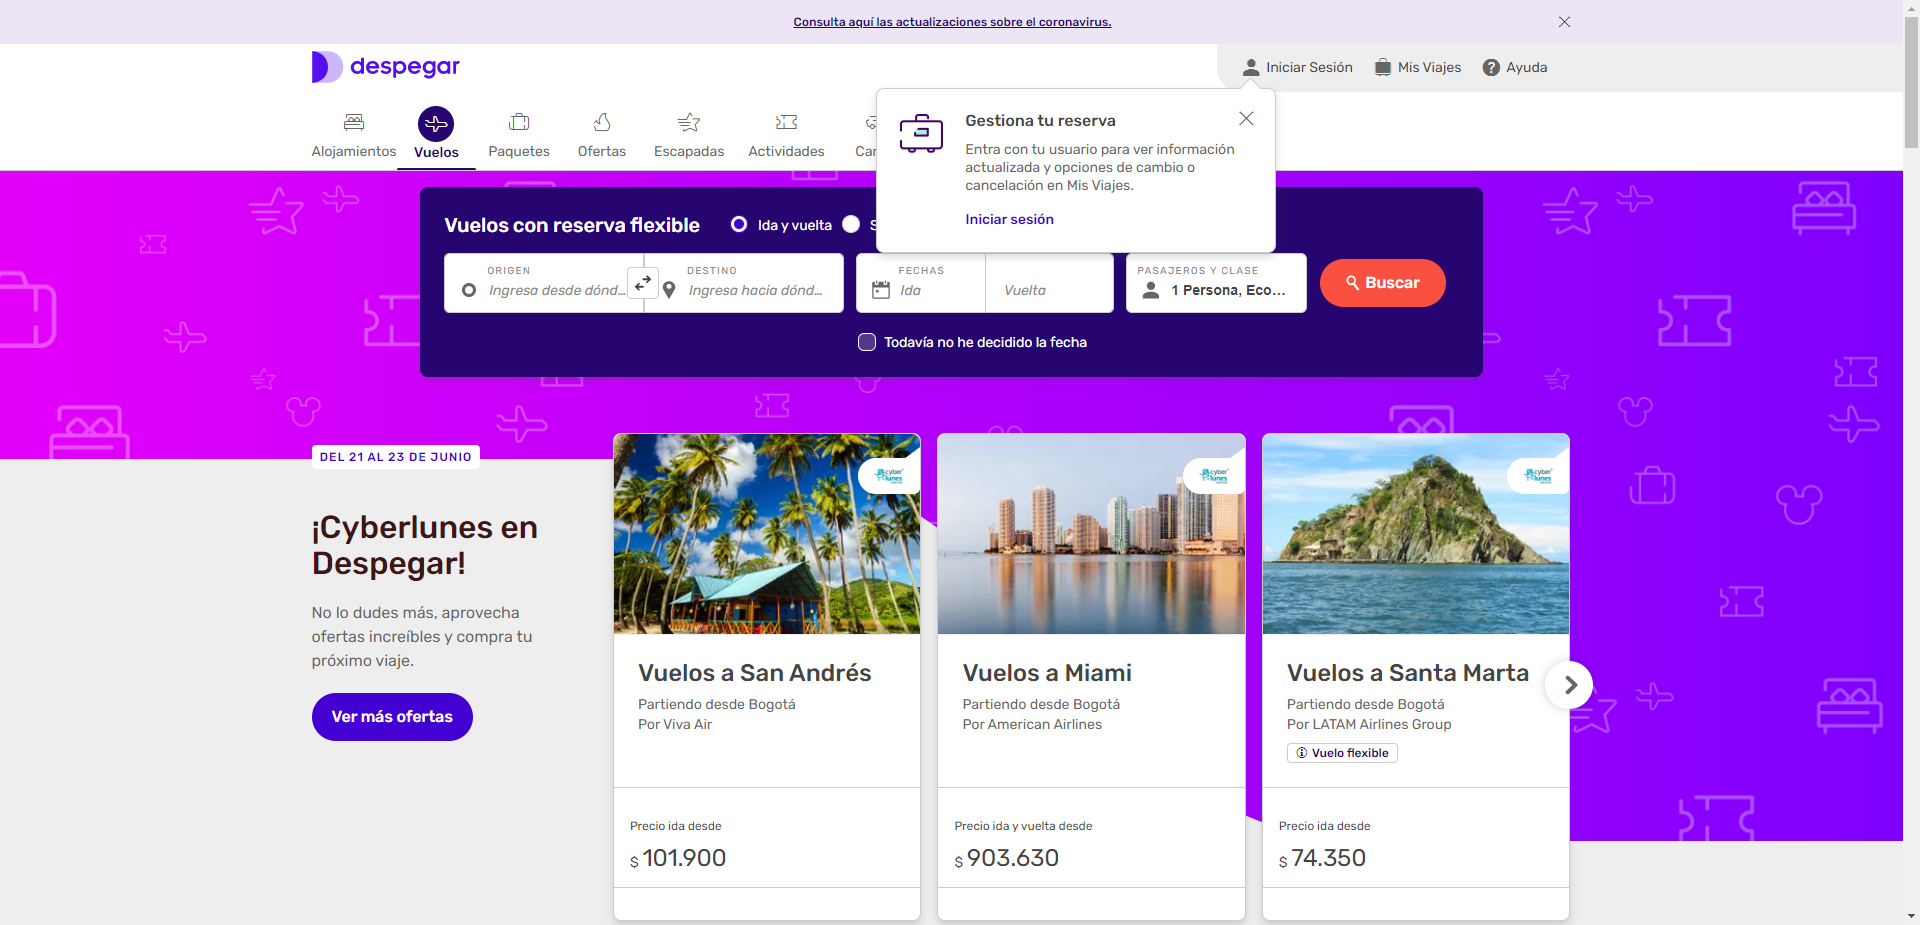 Consulta aquí las actualizaciones sobre el coronavirus.
despegar
Iniciar Sesión
Mis Viajes
Ayuda
Alojamientos
Vuelos
Paquetes
Ofertas
Escapadas
Actividades
Gestiona tu reserva
Entra con tu usuario para ver información
actualizada y opciones de cambio o
cancelación en Mis Viajes.
Iniciar sesión
Vuelos con reserva flexible
Ida y vuelta
ORIGEN
Ingresa desde dónd...
DESTINO
Ingresa hacia dónd...
FECHAS
Ida
Vuelta
PASAJEROS Y CLASE
1 Persona, Eco...
Buscar
Todavía no he decidido la fecha
DEL 21 AL 23 DE JUNIO
¡Cyberlunes en
Despegar!
No lo dudes más, aprovecha
ofertas increíbles y compra tu
próximo viaje.
Ver más ofertas
cyber
lunes
Vuelos a San Andrés
Partiendo desde Bogotá
Por Viva Air
Precio ida desde
$ 101.900
cyber
lunes
Vuelos a Miami
Partiendo desde Bogotá
Por American Airlines
Precio ida y vuelta desde
$ 903.630
cyber
lunes
Vuelos a Santa Marta
Partiendo desde Bogotá
Por LATAM Airlines Group
Vuelo flexible
Precio ida desde
$ 74.350